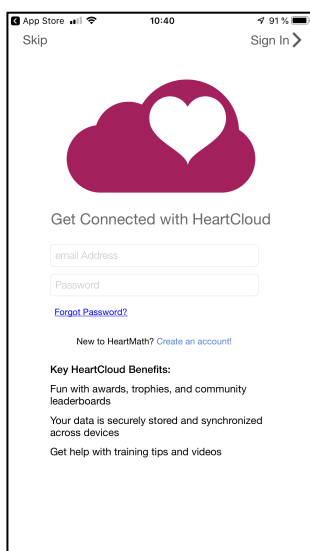 App Store 10:40 91 %
Skip Sign In
Get Connected with HeartCloud
email Address
Password
Forgot Password?
New to HeartMath? Create an account!
Key HeartCloud Benefits:
Fun with awards, trophies, and community
leaderboards
Your data is securely stored and synchronized
across devices
Get help with training tips and videos